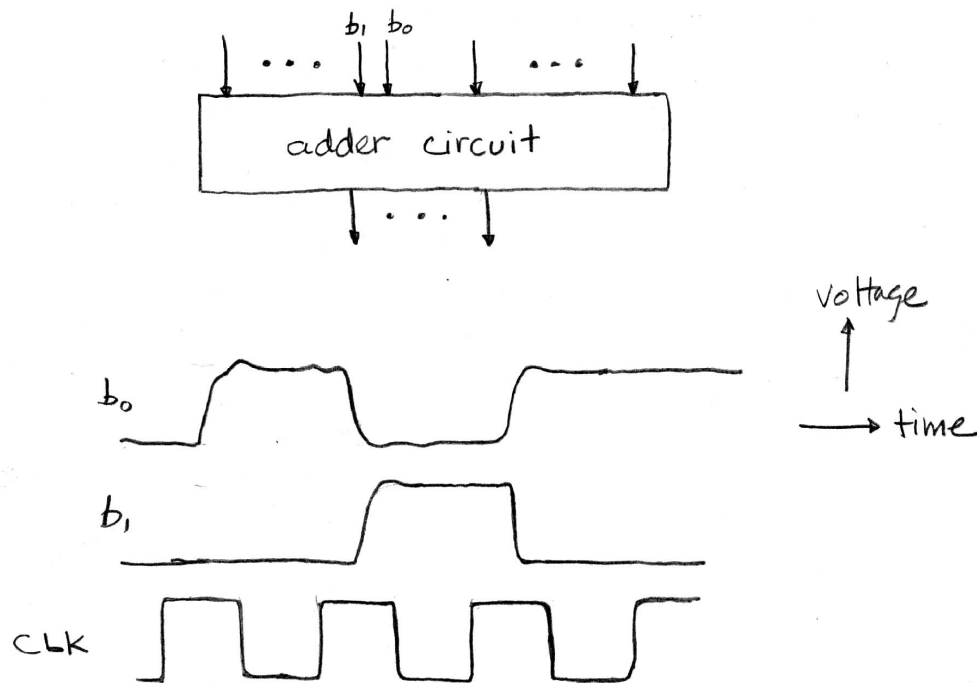 b₁ b₀
... ...
adder circuit
...
voltage
b₀
time
b₁
CLK